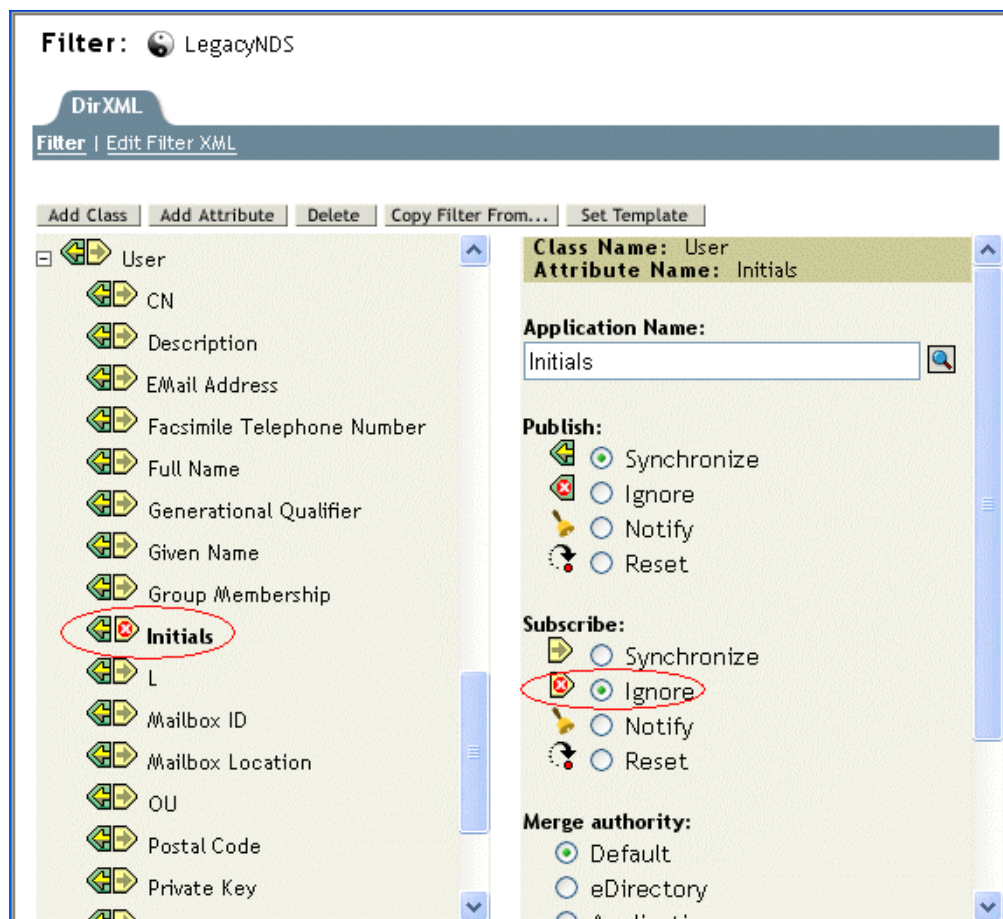 Filter: LegacyNDS
DirXML
Filter | Edit Filter XML
Add Class Add Attribute Delete Copy Filter From... Set Template
User
CN
Description
EMail Address
Facsimile Telephone Number
Full Name
Generational Qualifier
Given Name
Group Membership
Initials
L
Mailbox ID
Mailbox Location
OU
Postal Code
Private Key
Class Name: User
Attribute Name: Initials
Application Name:
Initials
Publish:
Synchronize
Ignore
Notify
Reset
Subscribe:
Synchronize
Ignore
Notify
Reset
Merge authority:
Default
eDirectory